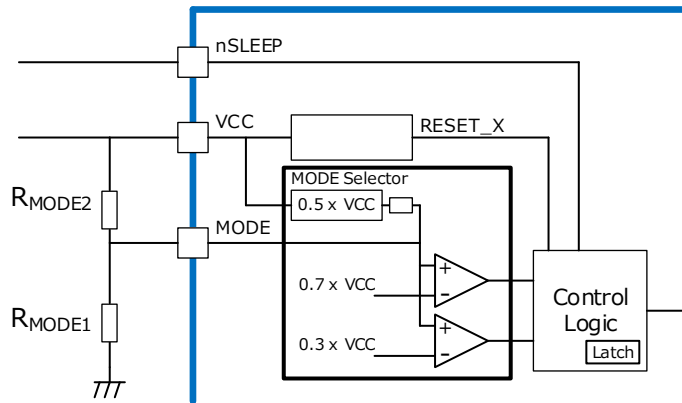 nSLEEP
VCC
RESET_X
MODE Selector
0.5 x VCC
RMODE2
MODE
0.7 x VCC
RMODE1
0.3 x VCC
Control
Logic
Latch